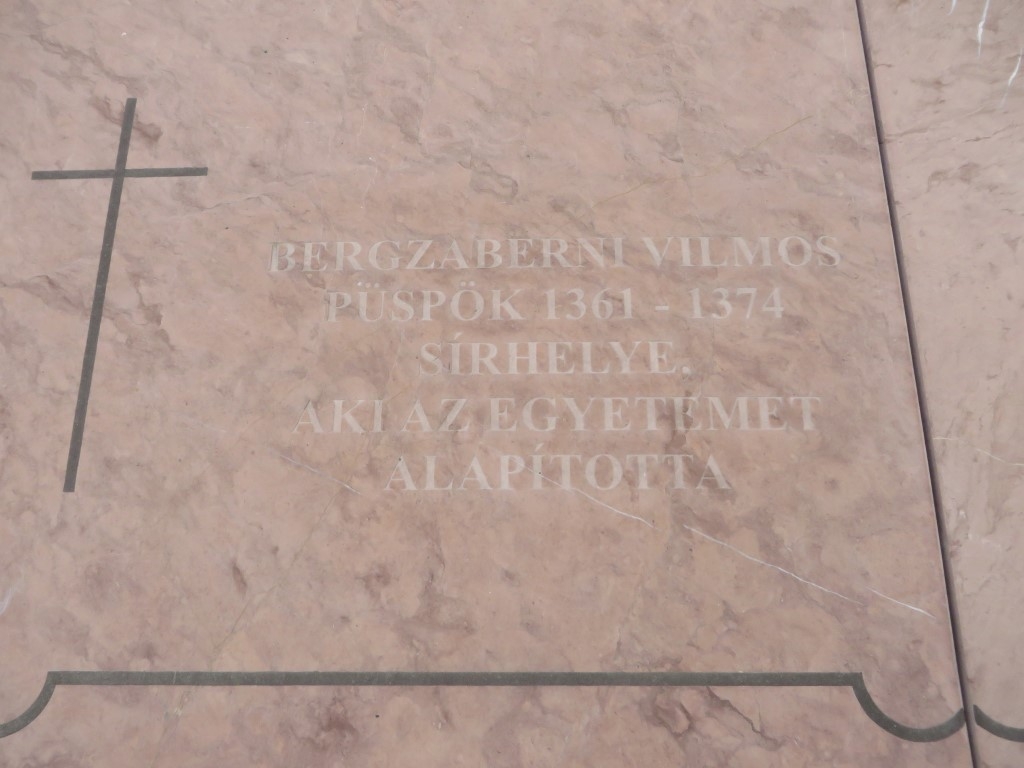 BERGZABERNI VILMOS
PÜSPÖK 1361 - 1374
SÍRHELYE.
AKI AZ EGYETEMET
ALAPÍTOTTA